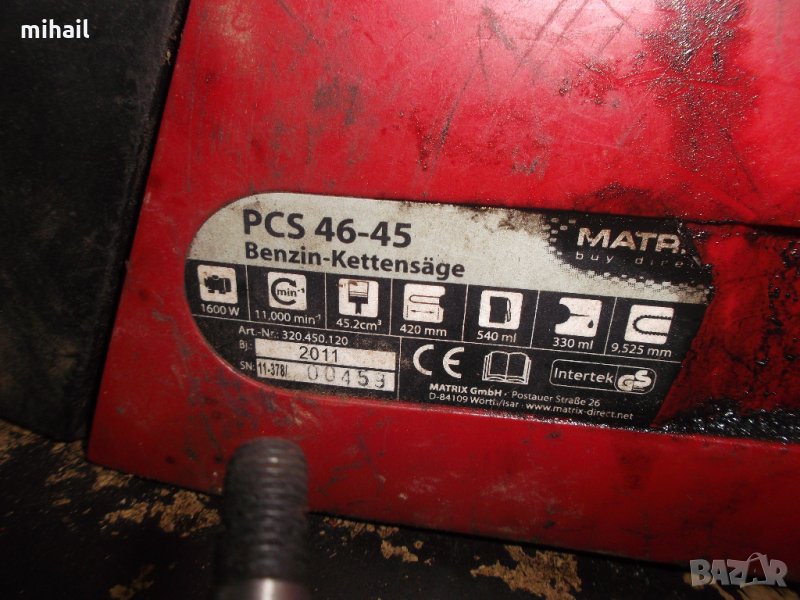 mihail
PCS 46-45
Benzin-Kettensäge
MATR
buy dire
min⁻¹
1600 W
11,000 min⁻¹
45.2cm³
420 mm
540 ml
330 ml
9,525 mm
Art.-Nr.: 320.450.120
Bj.: 2011
SN: 11-378/ 00459
CE
Intertek GS
MATRIX GmbH · Postauer Straße 26
D-84109 Wörth/Isar · www.matrix-direct.net
BAZAR